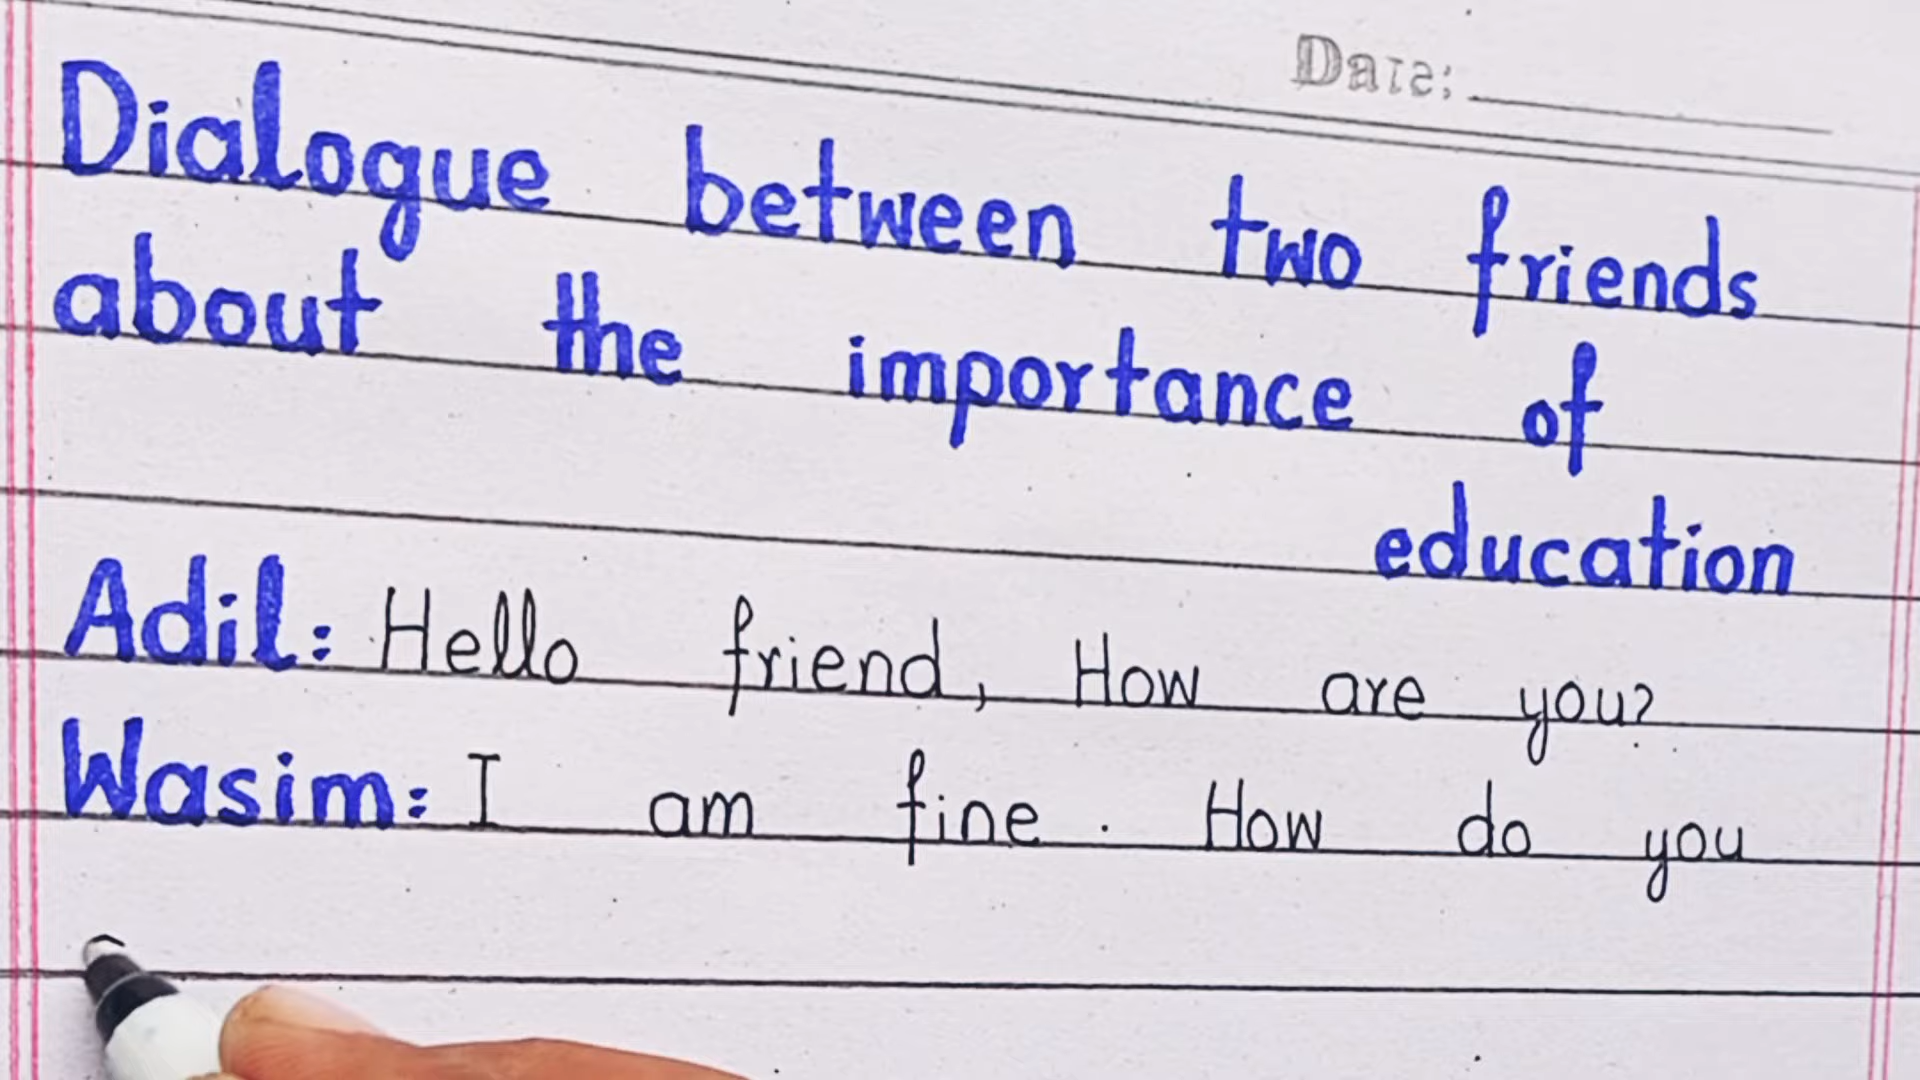 Date:
Dialogue between two friends
about the importance of
education
Adil: Hello friend, How are you?
Wasim: I am fine. How do you